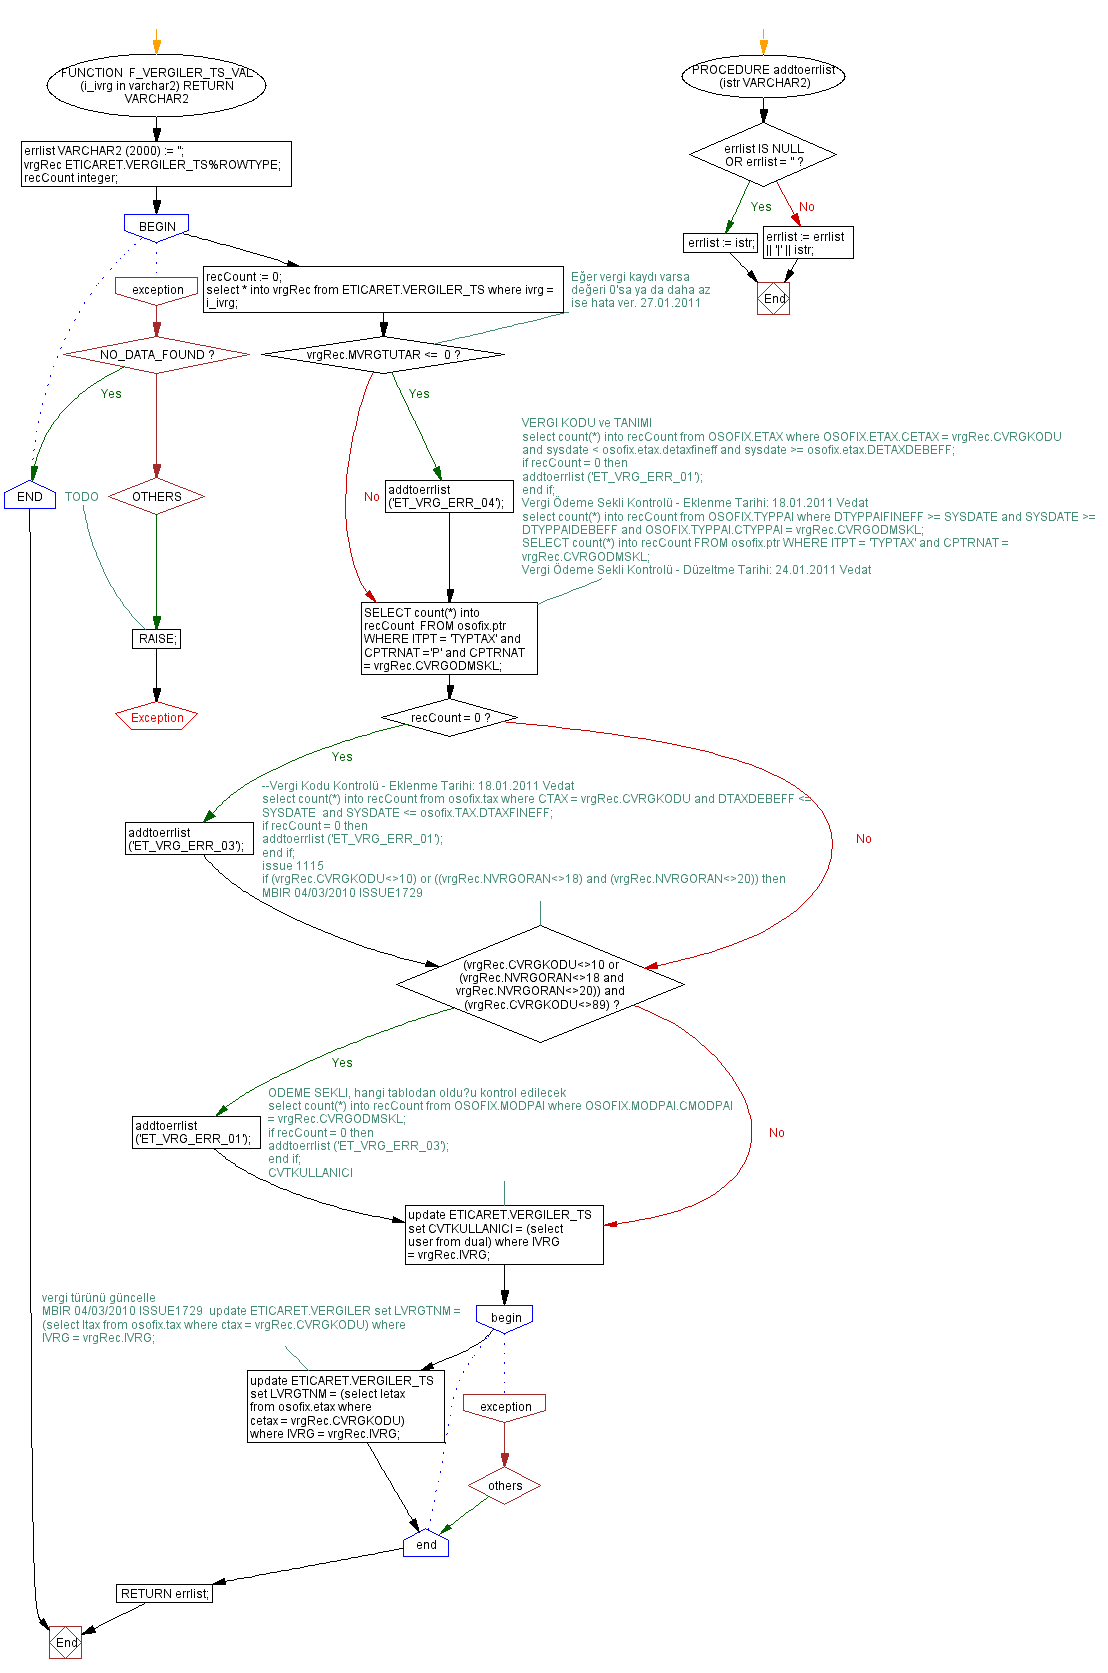 FUNCTION  F_VERGILER_TS_VAL
(i_ivrg in varchar2) RETURN
VARCHAR2
errlist VARCHAR2 (2000) := '';
vrgRec ETICARET.VERGILER_TS%ROWTYPE;
recCount integer;
BEGIN
exception
NO_DATA_FOUND ?
Yes
END
TODO
OTHERS
RAISE;
Exception
recCount := 0;
select * into vrgRec from ETICARET.VERGILER_TS where ivrg =
i_ivrg;
Eğer vergi kaydı varsa
değeri 0'sa ya da daha az
ise hata ver. 27.01.2011
vrgRec.MVRGTUTAR <=  0 ?
Yes
No
addtoerrlist
('ET_VRG_ERR_04');
VERGI KODU ve TANIMI
select count(*) into recCount from OSOFIX.ETAX where OSOFIX.ETAX.CETAX = vrgRec.CVRGKODU
and sysdate < osofix.etax.detaxfineff and sysdate >= osofix.etax.DETAXDEBEFF;
if recCount = 0 then
addtoerrlist ('ET_VRG_ERR_01');
end if;
Vergi Ödeme Sekli Kontrolü - Eklenme Tarihi: 18.01.2011 Vedat
select count(*) into recCount from OSOFIX.TYPPAI where DTYPPAIFINEFF >= SYSDATE and SYSDATE >=
DTYPPAIDEBEFF and OSOFIX.TYPPAI.CTYPPAI = vrgRec.CVRGODMSKL;
SELECT count(*) into recCount FROM osofix.ptr WHERE ITPT = 'TYPTAX' and CPTRNAT =
vrgRec.CVRGODMSKL;
Vergi Ödeme Sekli Kontrolü - Düzeltme Tarihi: 24.01.2011 Vedat
SELECT count(*) into
recCount  FROM osofix.ptr
WHERE ITPT = 'TYPTAX' and
CPTRNAT ='P' and CPTRNAT
= vrgRec.CVRGODMSKL;
recCount = 0 ?
Yes
No
addtoerrlist
('ET_VRG_ERR_03');
--Vergi Kodu Kontrolü - Eklenme Tarihi: 18.01.2011 Vedat
select count(*) into recCount from osofix.tax where CTAX = vrgRec.CVRGKODU and DTAXDEBEFF <=
SYSDATE  and SYSDATE <= osofix.TAX.DTAXFINEFF;
if recCount = 0 then
addtoerrlist ('ET_VRG_ERR_01');
end if;
issue 1115
if (vrgRec.CVRGKODU<>10) or ((vrgRec.NVRGORAN<>18) and (vrgRec.NVRGORAN<>20)) then
MBIR 04/03/2010 ISSUE1729
(vrgRec.CVRGKODU<>10 or
(vrgRec.NVRGORAN<>18 and
vrgRec.NVRGORAN<>20)) and
(vrgRec.CVRGKODU<>89) ?
Yes
No
addtoerrlist
('ET_VRG_ERR_01');
ODEME SEKLI, hangi tablodan oldu?u kontrol edilecek
select count(*) into recCount from OSOFIX.MODPAI where OSOFIX.MODPAI.CMODPAI
= vrgRec.CVRGODMSKL;
if recCount = 0 then
addtoerrlist ('ET_VRG_ERR_03');
end if;
CVTKULLANICI
update ETICARET.VERGILER_TS
set CVTKULLANICI = (select
user from dual) where IVRG
= vrgRec.IVRG;
begin
vergi türünü güncelle
MBIR 04/03/2010 ISSUE1729  update ETICARET.VERGILER set LVRGTNM =
(select ltax from osofix.tax where ctax = vrgRec.CVRGKODU) where
IVRG = vrgRec.IVRG;
update ETICARET.VERGILER_TS
set LVRGTNM = (select letax
from osofix.etax where
cetax = vrgRec.CVRGKODU)
where IVRG = vrgRec.IVRG;
exception
others
end
RETURN errlist;
End
PROCEDURE addtoerrlist
(istr VARCHAR2)
errlist IS NULL
OR errlist = '' ?
Yes
No
errlist := istr;
errlist := errlist
|| '|' || istr;
End